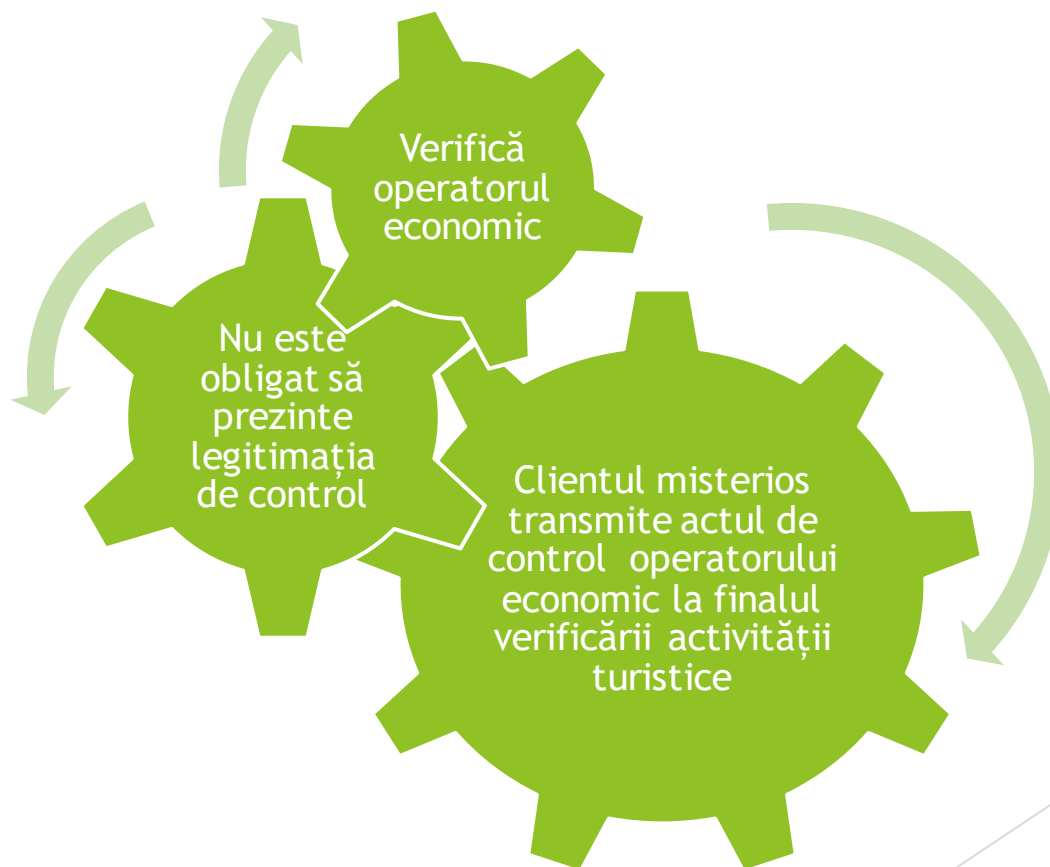 Verifică
operatorul
economic
Nu este
obligat să
prezinte
legitimația
de control
Clientul misterios
transmite actul de
control operatorului
economic la finalul
verificării activității
turistice